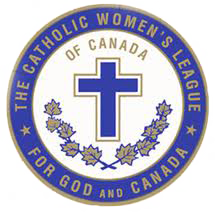 THE CATHOLIC WOMEN'S LEAGUE
OF CANADA
FOR GOD AND CANADA